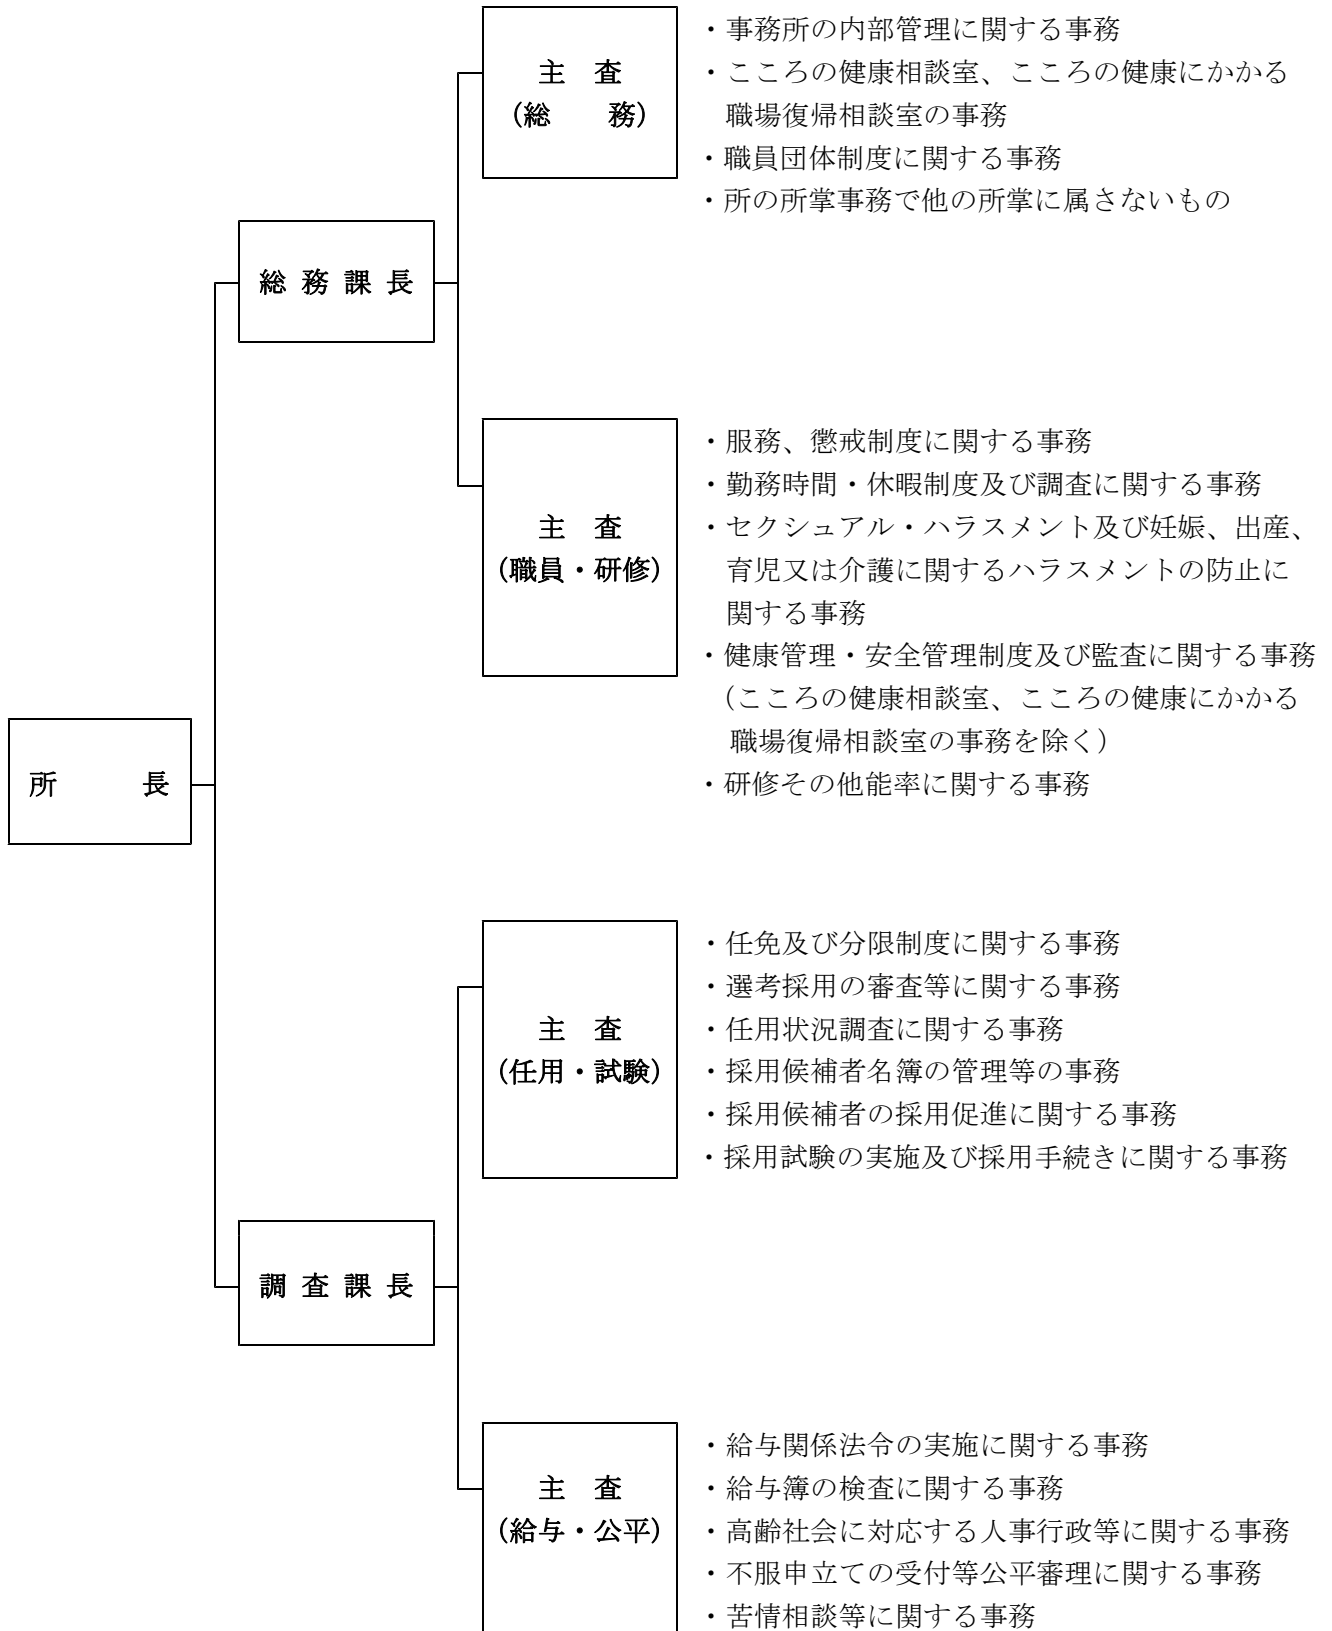 主　査
（総　　務）
・事務所の内部管理に関する事務
・こころの健康相談室、こころの健康にかかる
職場復帰相談室の事務
・職員団体制度に関する事務
・所の所掌事務で他の所掌に属さないもの
総 務 課 長
主　査
（職員・研修）
・服務、懲戒制度に関する事務
・勤務時間・休暇制度及び調査に関する事務
・セクシュアル・ハラスメント及び妊娠、出産、
育児又は介護に関するハラスメントの防止に
関する事務
・健康管理・安全管理制度及び監査に関する事務
（こころの健康相談室、こころの健康にかかる
職場復帰相談室の事務を除く）
・研修その他能率に関する事務
所　　　長
主　査
（任用・試験）
・任免及び分限制度に関する事務
・選考採用の審査等に関する事務
・任用状況調査に関する事務
・採用候補者名簿の管理等の事務
・採用候補者の採用促進に関する事務
・採用試験の実施及び採用手続きに関する事務
調 査 課 長
主　査
（給与・公平）
・給与関係法令の実施に関する事務
・給与簿の検査に関する事務
・高齢社会に対応する人事行政等に関する事務
・不服申立ての受付等公平審理に関する事務
・苦情相談等に関する事務